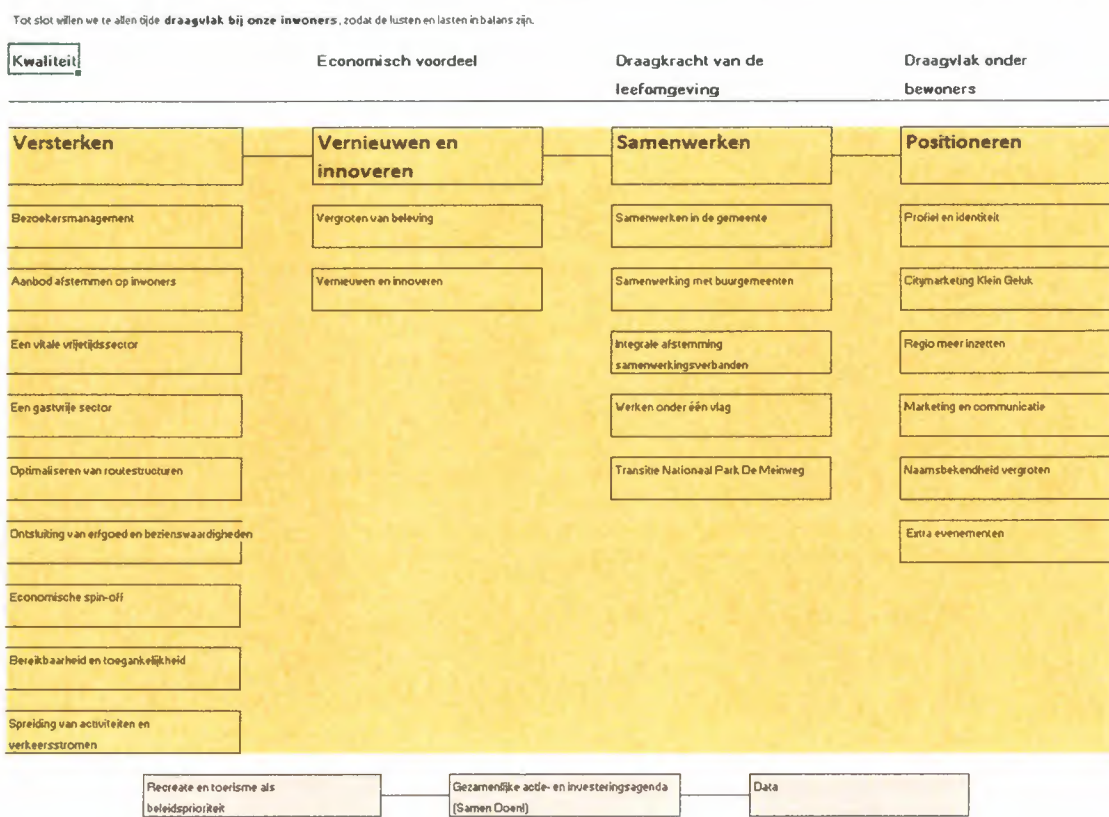 Tot slot willen we te allen tijde draagvlak bij onze inwoners, zodat de lusten en lasten in balans zijn.
Kwaliteit
Economisch voordeel
Draagkracht van de
leefomgeving
Draagvlak onder
bewoners
Versterken
Vernieuwen en
innoveren
Samenwerken
Positioneren
Bezoekersmanagement
Vergroten van beleving
Samenwerken in de gemeente
Profiel en identiteit
Aanbod afstemmen op inwoners
Vernieuwen en innoveren
Samenwerking met buurgemeenten
Citymarketing Klein Geluk
Een vitale vrijetijdssector
Integrale afstemming
samenwerkingsverbanden
Regio meer inzetten
Een gastvrije sector
Werken onder één vlag
Marketing en communicatie
Optimaliseren van routestructuren
Transitie Nationaal Park De Meinweg
Naamsbekendheid vergroten
Ontsluiting van erfgoed en bezienswaardigheden
Extra evenementen
Economische spin-off
Bereikbaarheid en toegankelijkheid
Spreiding van activiteiten en
verkeersstromen
Recreatie en toerisme als
beleidsprioriteit
Gezamenlijke actie- en investeringsagenda
(Samen Doen!)
Data